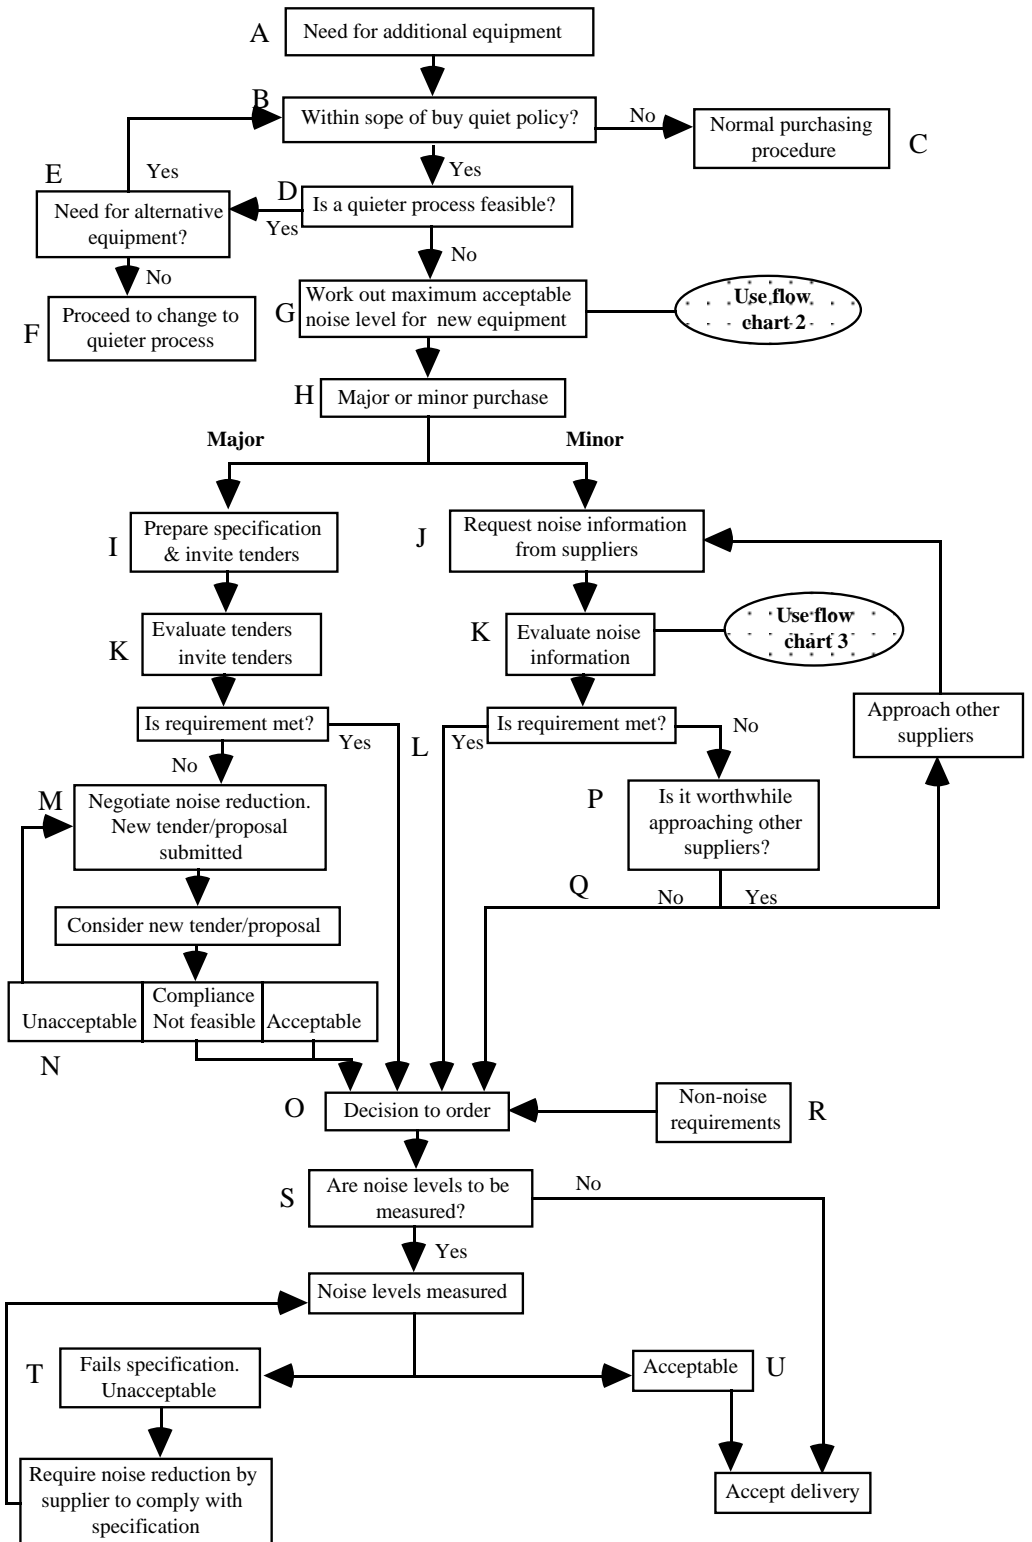 A
Need for additional equipment
B
Within sope of buy quiet policy?
No
Normal purchasing
procedure
C
E
Yes
Yes
D
Need for alternative
equipment?
Yes
Is a quieter process feasible?
No
No
F
Proceed to change to
quieter process
G
Work out maximum acceptable
noise level for new equipment
Use flow
chart 2
H
Major or minor purchase
Major
Minor
I
Prepare specification
& invite tenders
J
Request noise information
from suppliers
K
Evaluate tenders
invite tenders
K
Evaluate noise
information
Use flow
chart 3
Is requirement met?
Yes
L
Yes
Is requirement met?
No
Approach other
suppliers
No
M
Negotiate noise reduction.
New tender/proposal
submitted
P
Is it worthwhile
approaching other
suppliers?
Q
No
Yes
Consider new tender/proposal
Unacceptable
Compliance
Not feasible
Acceptable
N
O
Decision to order
Non-noise
requirements
R
S
Are noise levels to be
measured?
No
Yes
Noise levels measured
T
Fails specification.
Unacceptable
Acceptable
U
Require noise reduction by
supplier to comply with
specification
Accept delivery